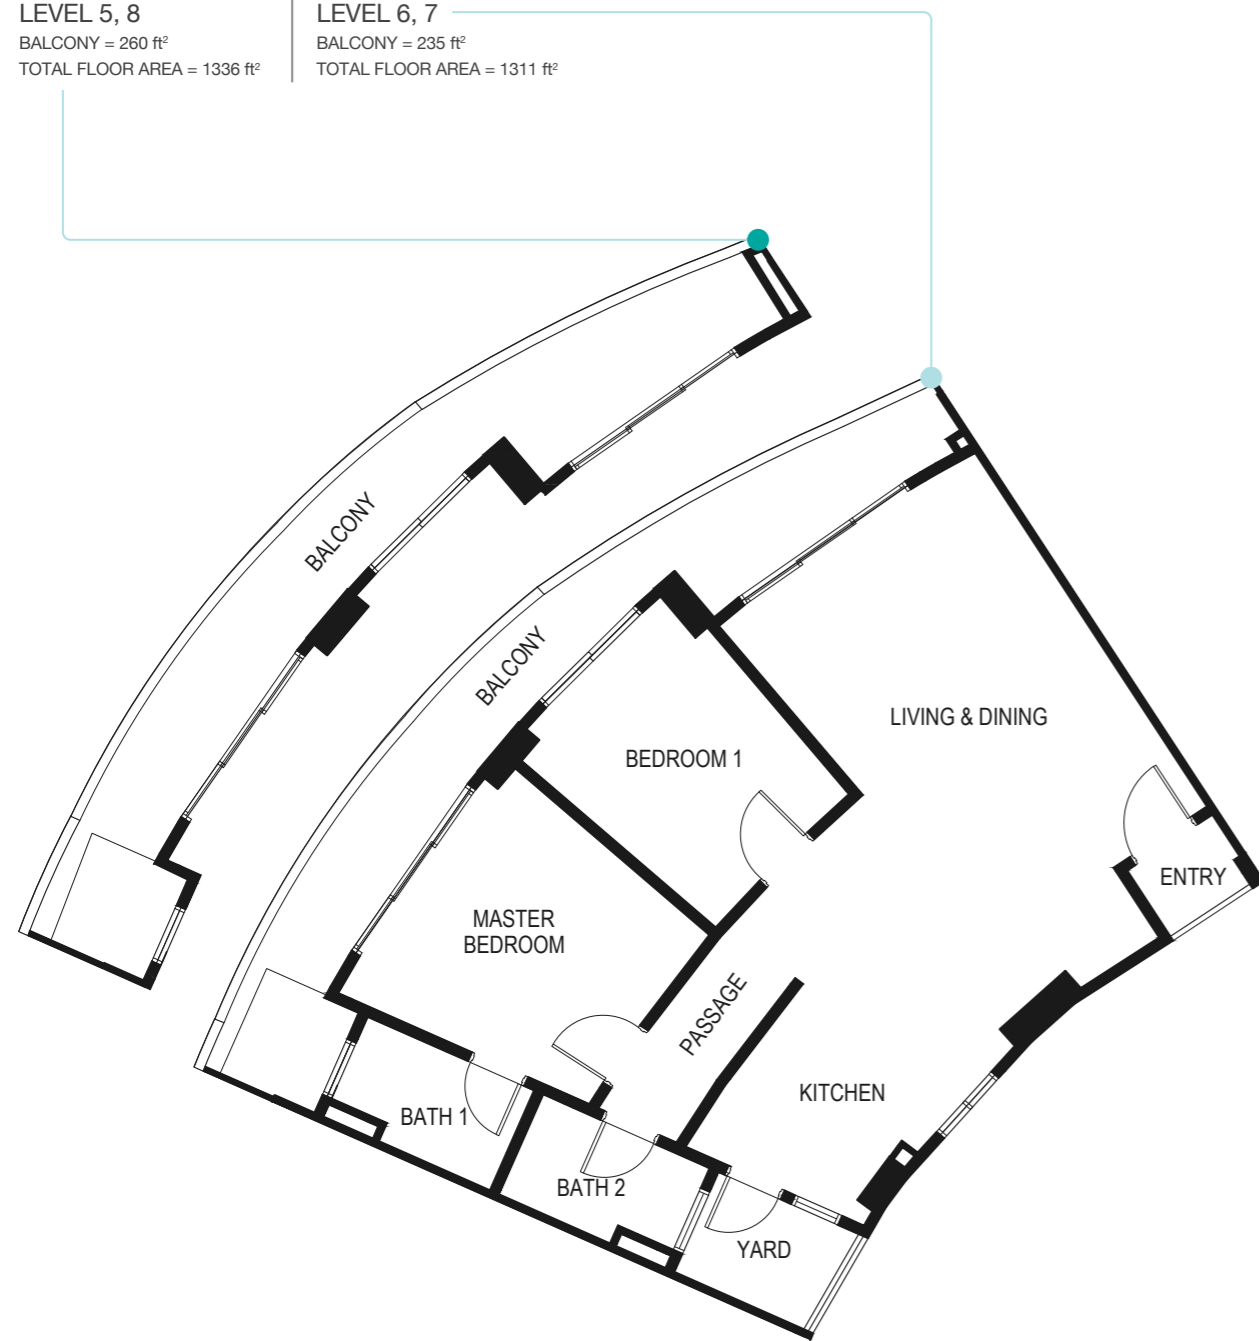 LEVEL 5, 8
BALCONY = 260 ft²
TOTAL FLOOR AREA = 1336 ft²
LEVEL 6, 7
BALCONY = 235 ft²
TOTAL FLOOR AREA = 1311 ft²
BALCONY
BALCONY
LIVING & DINING
BEDROOM 1
ENTRY
MASTER
BEDROOM
PASSAGE
KITCHEN
BATH 1
BATH 2
YARD